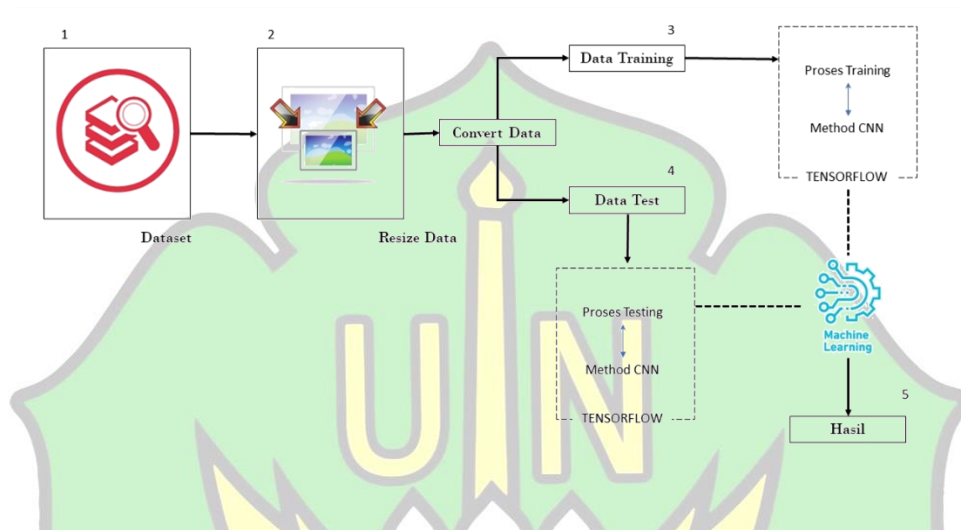 1
2
3
Data Training
Proses Training
Convert Data
Method CNN
4
TENSORFLOW
Data Test
Dataset
Resize Data
Proses Testing
Machine
Learning
Method CNN
5
TENSORFLOW
Hasil
UIN